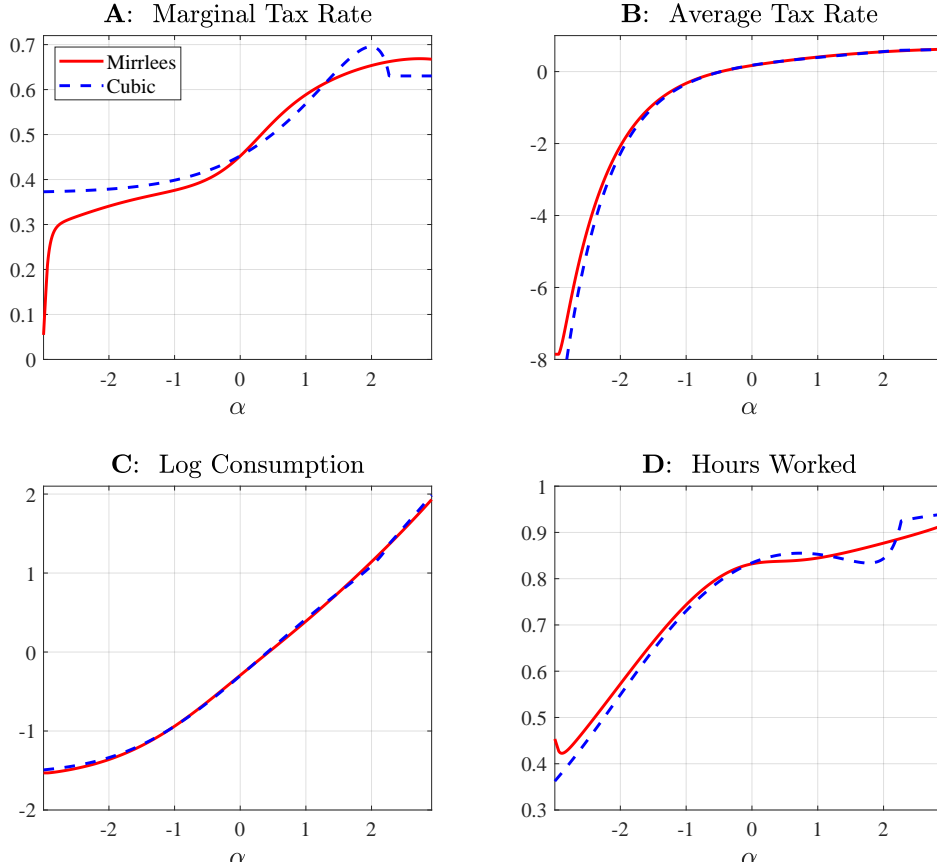 A: Marginal Tax Rate
0.7
0.6
0.5
0.4
0.3
0.2
0.1
0
Mirrlees
Cubic
-2 -1 0 1 2
α
B: Average Tax Rate
0
-2
-4
-6
-8
-2 -1 0 1 2
α
C: Log Consumption
2
1
0
-1
-2
-2 -1 0 1 2
α
D: Hours Worked
1
0.9
0.8
0.7
0.6
0.5
0.4
0.3
-2 -1 0 1 2
α